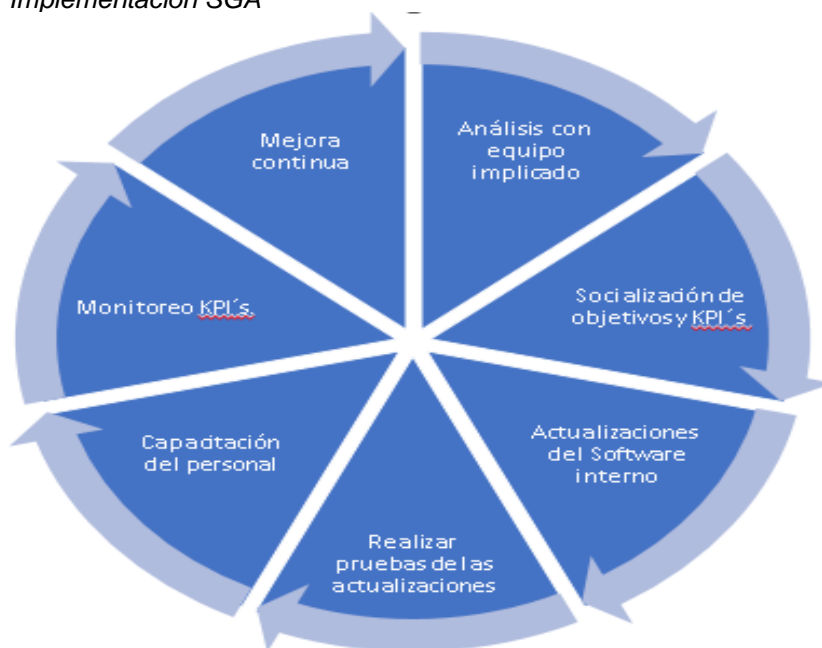 Implementación SGA
Mejora
continua
Análisis con
equipo
implicado
Socialización de
objetivos y KPI´s
Actualizaciones
del Software
interno
Realizar
pruebas de las
actualizaciones
Capacitación
del personal
Monitoreo KPI´s.